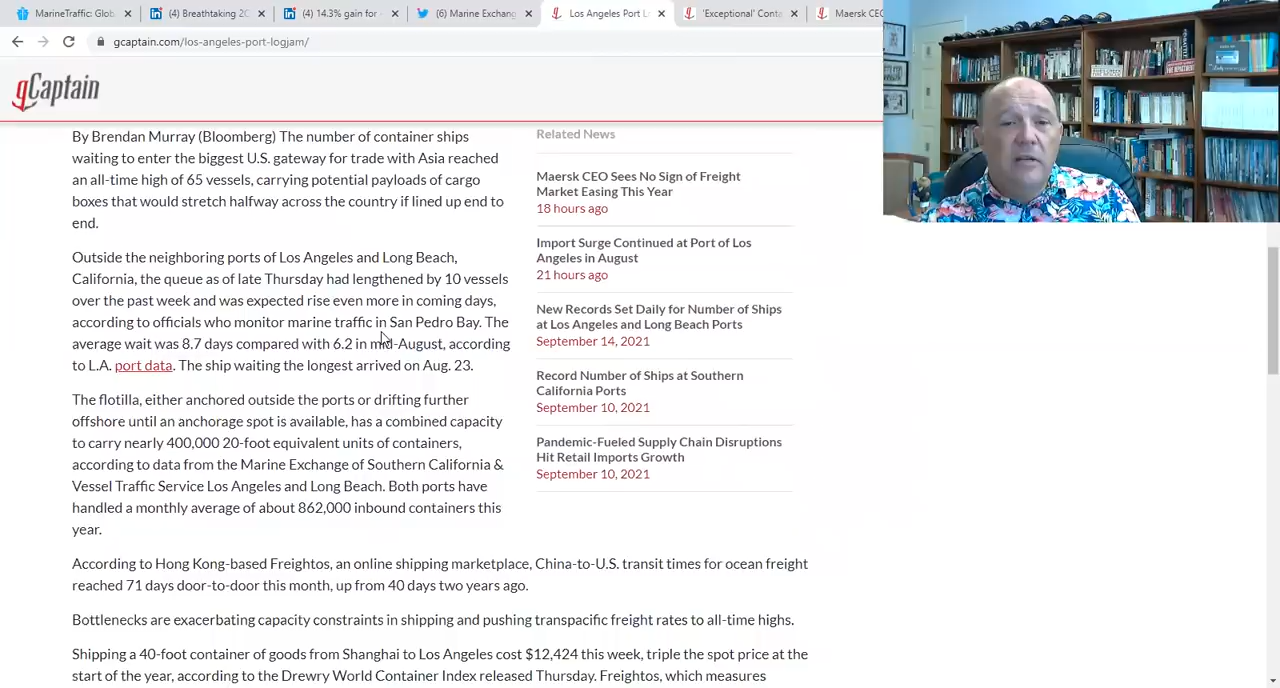 MarineTraffic: Glob
(4) Breathtaking 2C
(4) 14.3% gain for
(6) Marine Exchang
Los Angeles Port L
'Exceptional' Conta
Maersk CEO
gcaptain.com/los-angeles-port-logjam/
gCaptain
By Brendan Murray (Bloomberg) The number of container ships
waiting to enter the biggest U.S. gateway for trade with Asia reached
an all-time high of 65 vessels, carrying potential payloads of cargo
boxes that would stretch halfway across the country if lined up end to
end.
Outside the neighboring ports of Los Angeles and Long Beach,
California, the queue as of late Thursday had lengthened by 10 vessels
over the past week and was expected rise even more in coming days,
according to officials who monitor marine traffic in San Pedro Bay. The
average wait was 8.7 days compared with 6.2 in mid-August, according
to L.A. port data. The ship waiting the longest arrived on Aug. 23.
The flotilla, either anchored outside the ports or drifting further
offshore until an anchorage spot is available, has a combined capacity
to carry nearly 400,000 20-foot equivalent units of containers,
according to data from the Marine Exchange of Southern California &
Vessel Traffic Service Los Angeles and Long Beach. Both ports have
handled a monthly average of about 862,000 inbound containers this
year.
Related News
Maersk CEO Sees No Sign of Freight
Market Easing This Year
18 hours ago
Import Surge Continued at Port of Los
Angeles in August
21 hours ago
New Records Set Daily for Number of Ships
at Los Angeles and Long Beach Ports
September 14, 2021
Record Number of Ships at Southern
California Ports
September 10, 2021
Pandemic-Fueled Supply Chain Disruptions
Hit Retail Imports Growth
September 10, 2021
According to Hong Kong-based Freightos, an online shipping marketplace, China-to-U.S. transit times for ocean freight
reached 71 days door-to-door this month, up from 40 days two years ago.
Bottlenecks are exacerbating capacity constraints in shipping and pushing transpacific freight rates to all-time highs.
Shipping a 40-foot container of goods from Shanghai to Los Angeles cost $12,424 this week, triple the spot price at the
start of the year, according to the Drewry World Container Index released Thursday. Freightos, which measures